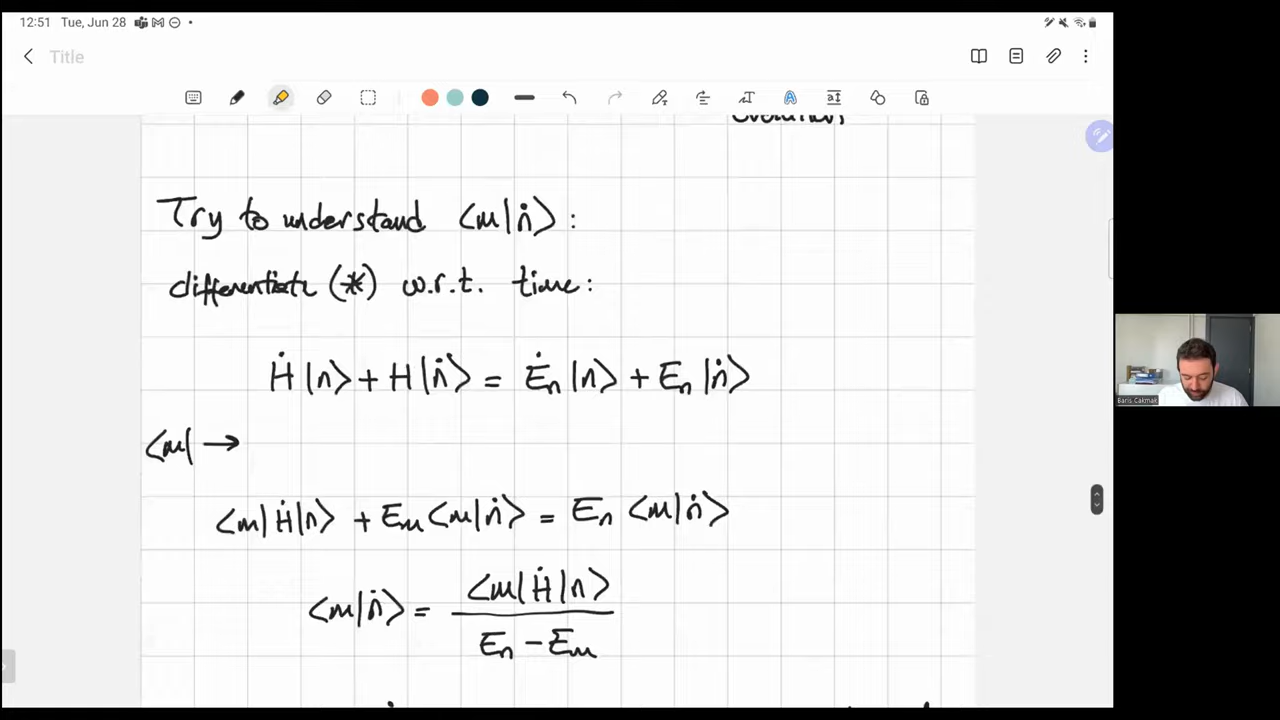 12:51 Tue, Jun 28
Title
evolution
Try to understand ⟨m|ṅ⟩ :
differentiate (*) w.r.t. time:
Ḣ|n⟩ + H|ṅ⟩ = Ėₙ|n⟩ + Eₙ|ṅ⟩
⟨m| →
⟨m|Ḣ|n⟩ + Eₘ⟨m|ṅ⟩ = Eₙ ⟨m|ṅ⟩
⟨m|ṅ⟩ = ⟨m|Ḣ|n⟩ / Eₙ − Eₘ
Baris Cakmak